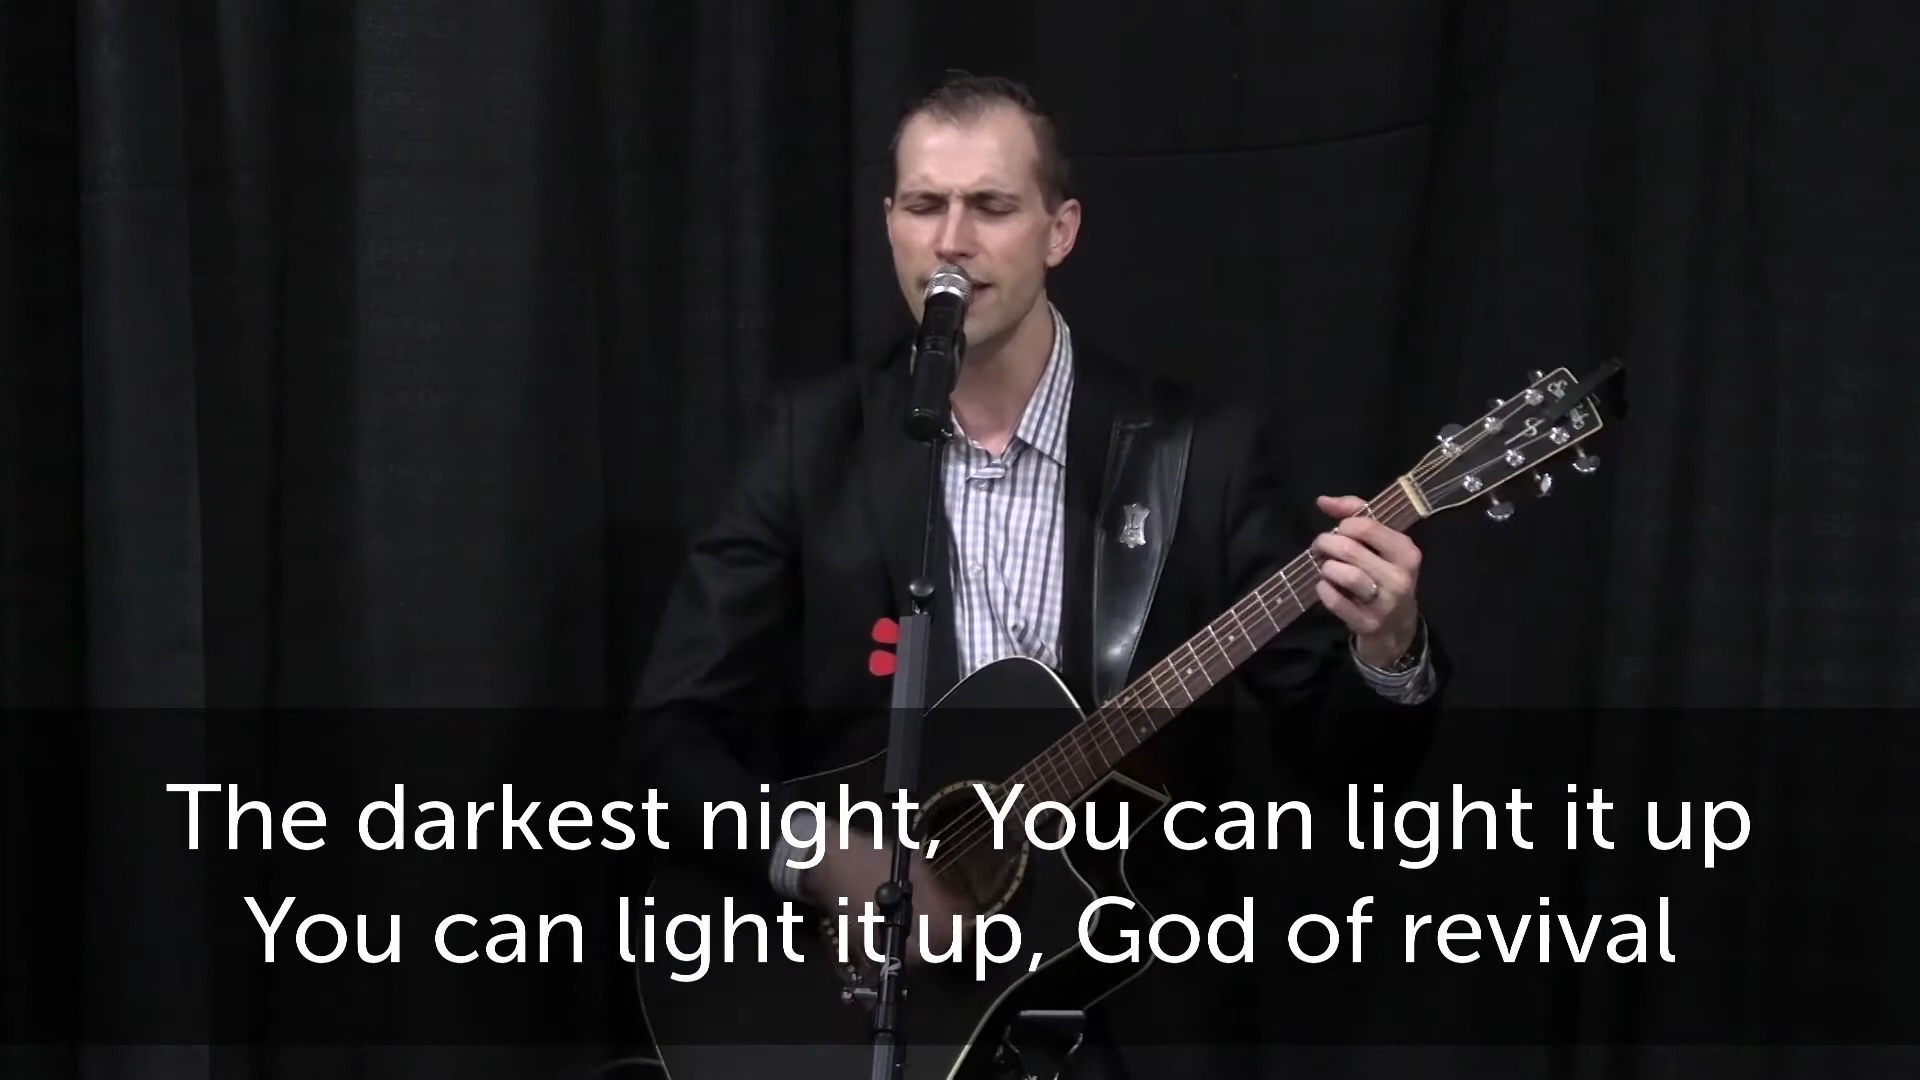 The darkest night, You can light it up
You can light it up, God of revival